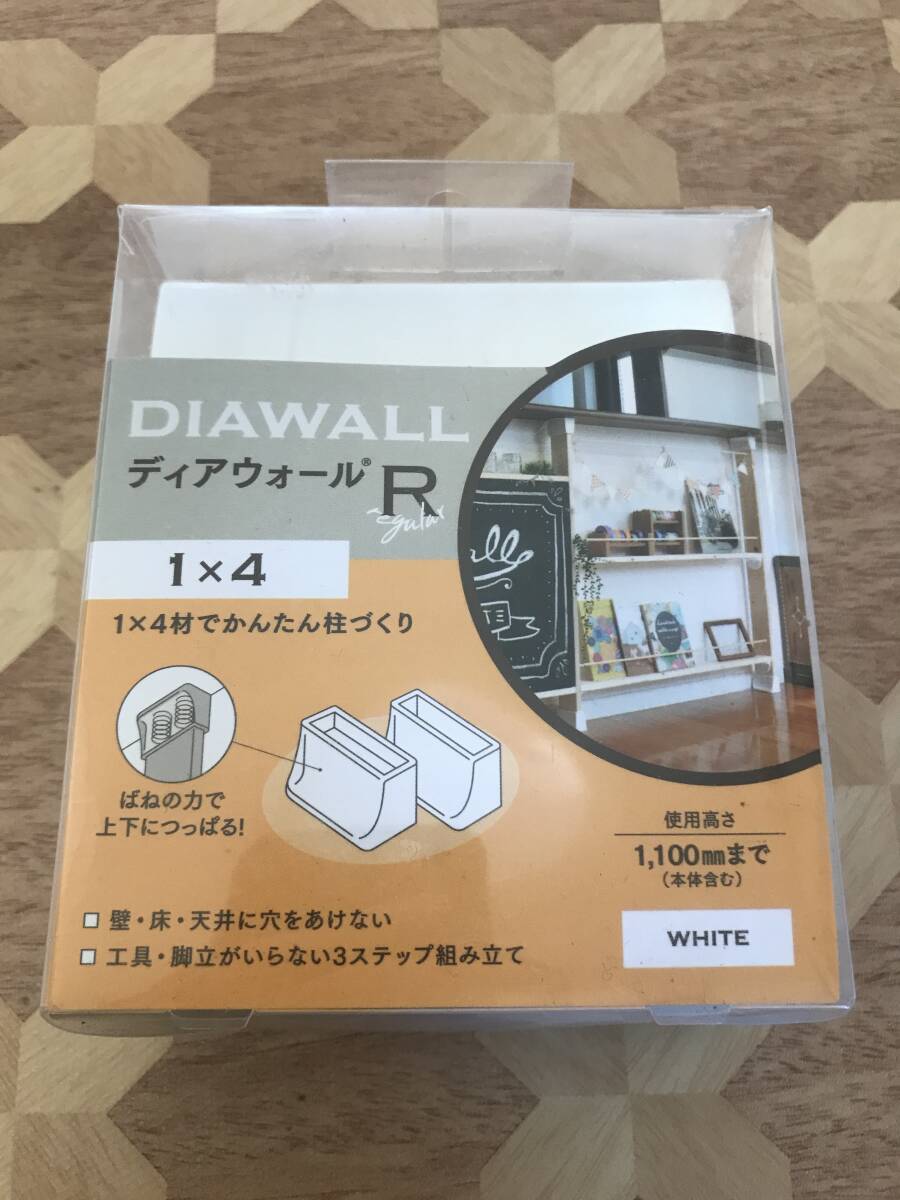 DIAWALL
ディアウォール® R
egular
1×4
1×4材でかんたん柱づくり
ばねの力で
上下につっぱる!
使用高さ
1,100㎜まで
(本体含む)
□ 壁・床・天井に穴をあけない
□ 工具・脚立がいらない3ステップ組み立て
WHITE